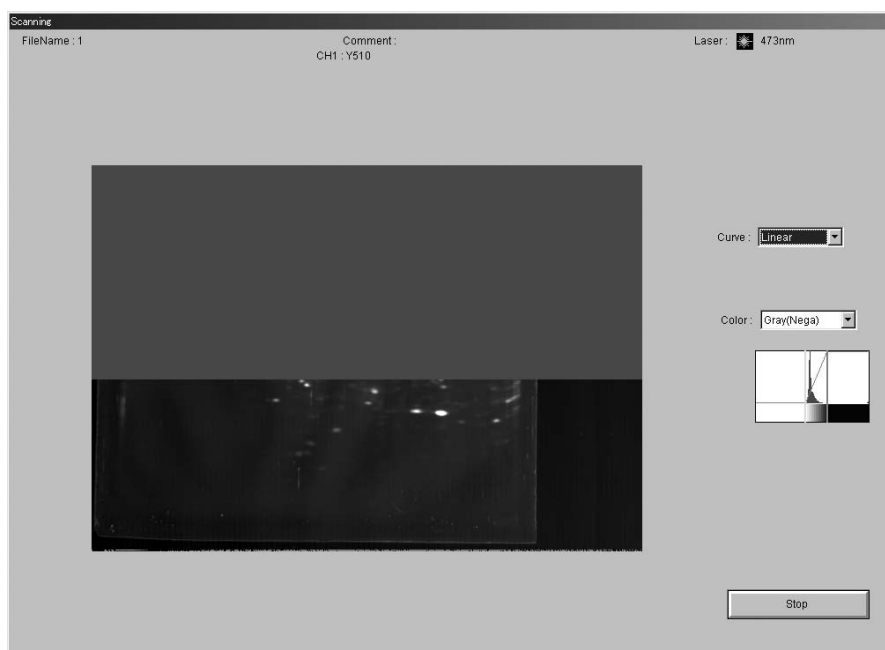 Scanning
FileName : 1
Comment :
Laser : 473nm
CH1 : Y510
Curve : Linear
Color : Gray(Nega)
Stop